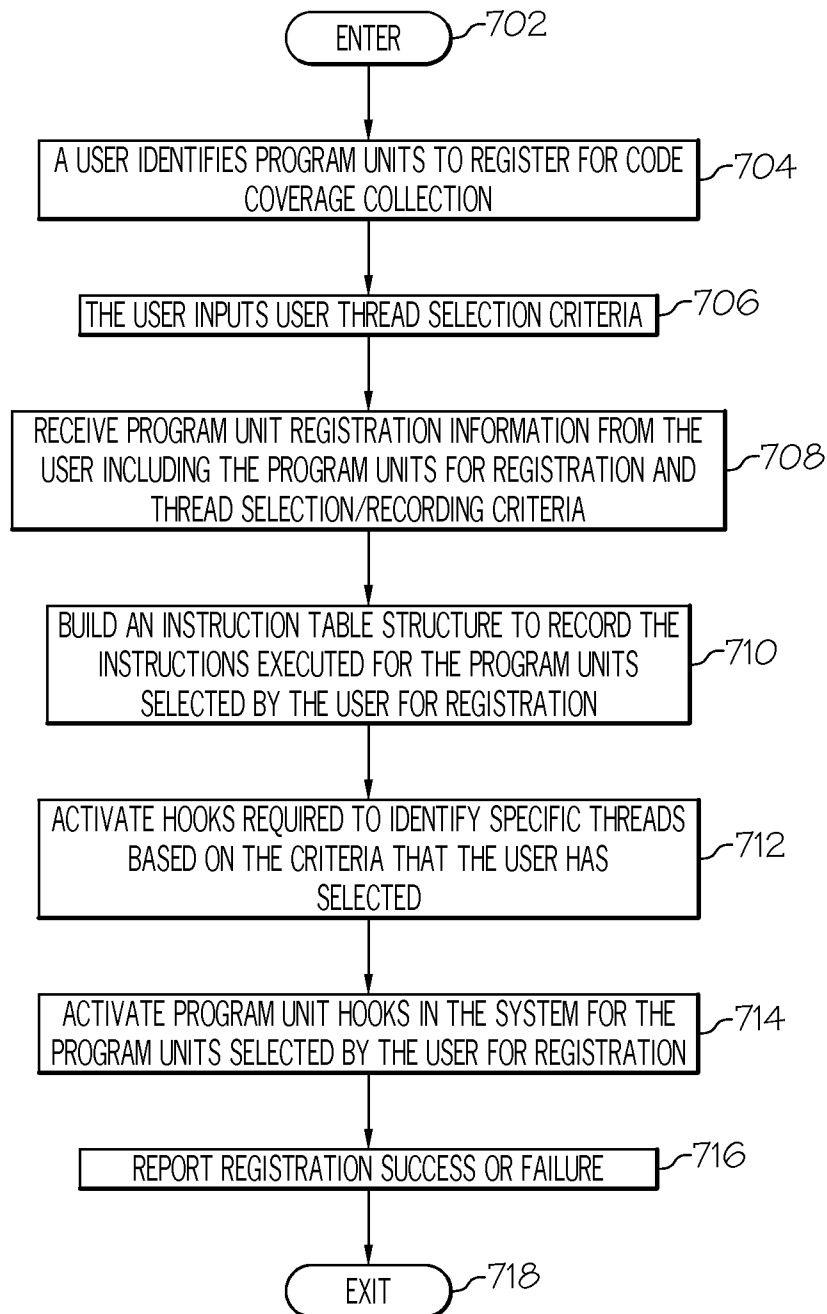 ENTER
702
A USER IDENTIFIES PROGRAM UNITS TO REGISTER FOR CODE
COVERAGE COLLECTION
704
THE USER INPUTS USER THREAD SELECTION CRITERIA
706
RECEIVE PROGRAM UNIT REGISTRATION INFORMATION FROM THE
USER INCLUDING THE PROGRAM UNITS FOR REGISTRATION AND
THREAD SELECTION/RECORDING CRITERIA
708
BUILD AN INSTRUCTION TABLE STRUCTURE TO RECORD THE
INSTRUCTIONS EXECUTED FOR THE PROGRAM UNITS
SELECTED BY THE USER FOR REGISTRATION
710
ACTIVATE HOOKS REQUIRED TO IDENTIFY SPECIFIC THREADS
BASED ON THE CRITERIA THAT THE USER HAS
SELECTED
712
ACTIVATE PROGRAM UNIT HOOKS IN THE SYSTEM FOR THE
PROGRAM UNITS SELECTED BY THE USER FOR REGISTRATION
714
REPORT REGISTRATION SUCCESS OR FAILURE
716
EXIT
718